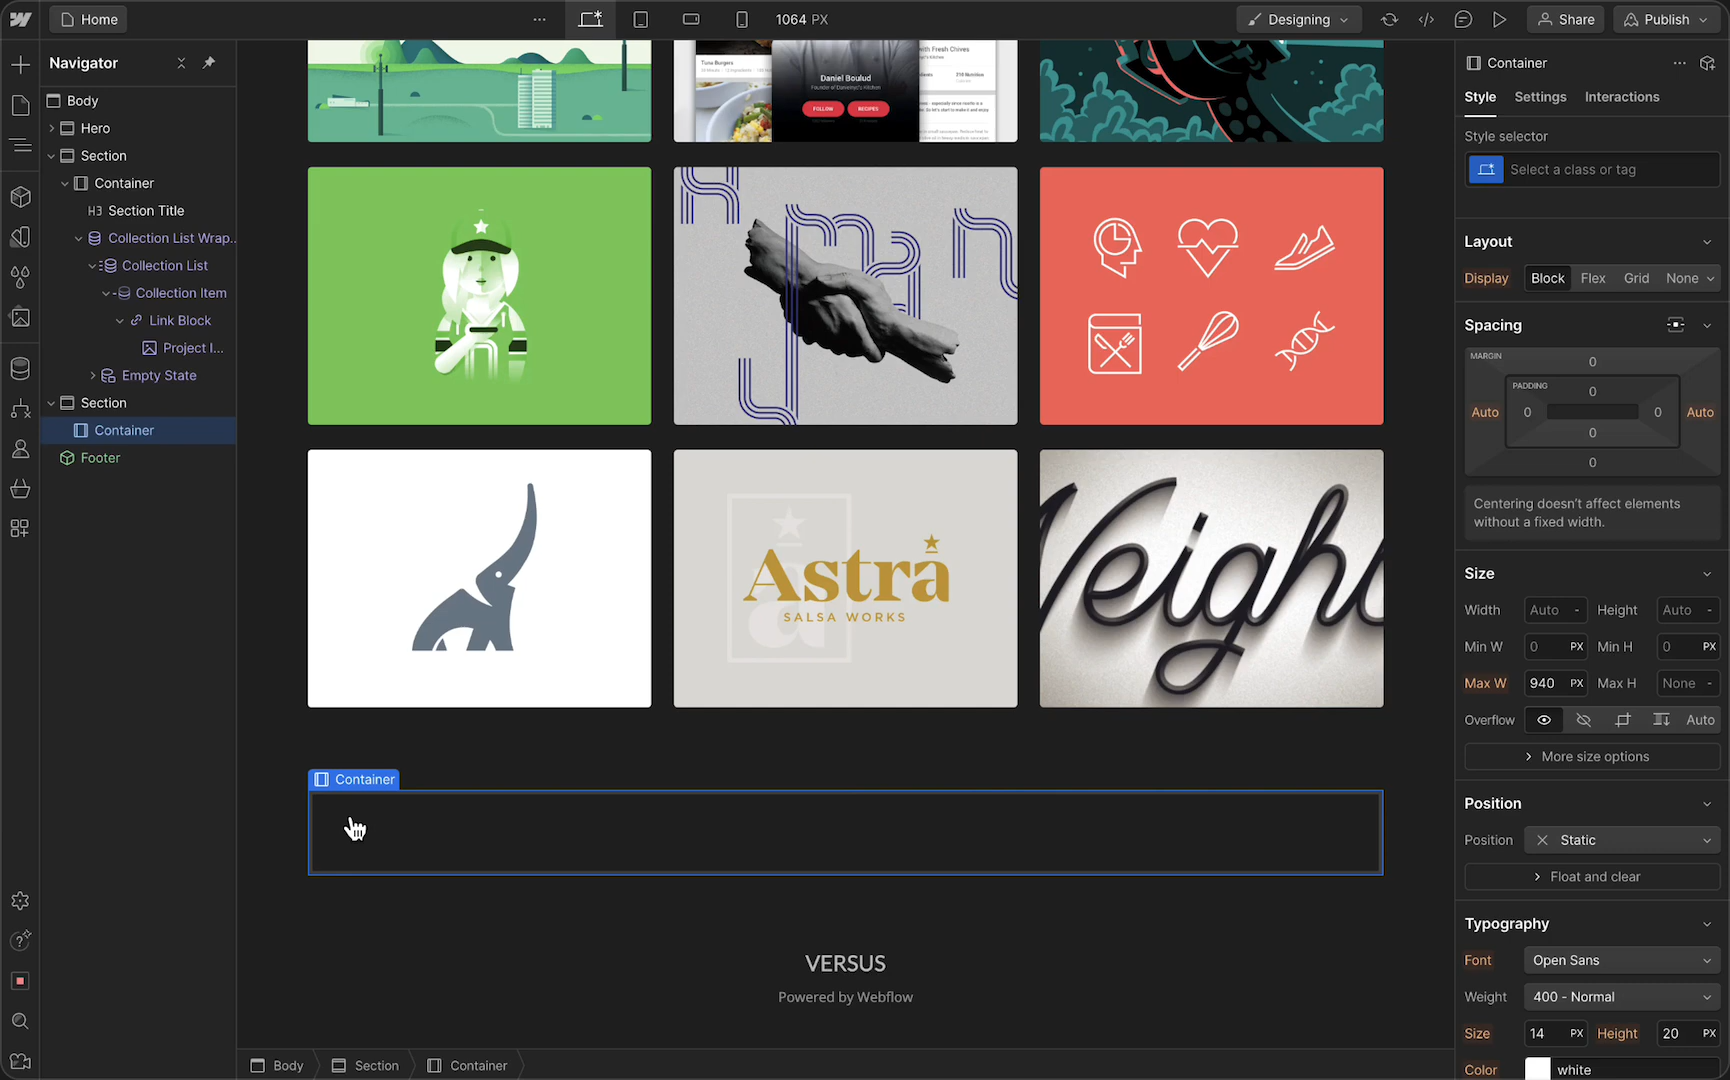 Home
1064 PX
Designing
Share
Publish
Navigator
Body
Hero
Section
Container
H3 Section Title
Collection List Wrap..
Collection List
Collection Item
Link Block
Project I...
Empty State
Section
Container
Footer
Tuna Burgers
Daniel Boulud
FOLLOW
RECIPES
with Fresh Chives
Astra
SALSA WORKS
Container
VERSUS
Powered by Webflow
Body
Section
Container
Container
Style
Settings
Interactions
Style selector
Select a class or tag
Layout
Display
Block
Flex
Grid
None
Spacing
MARGIN
0
PADDING
0
Auto
0
0
Auto
0
0
Centering doesn't affect elements
without a fixed width.
Size
Width
Auto -
Height
Auto -
Min W
0 PX
Min H
0 PX
Max W
940 PX
Max H
None -
Overflow
Auto
More size options
Position
Position
Static
Float and clear
Typography
Font
Open Sans
Weight
400 - Normal
Size
14 PX
Height
20 PX
Color
white